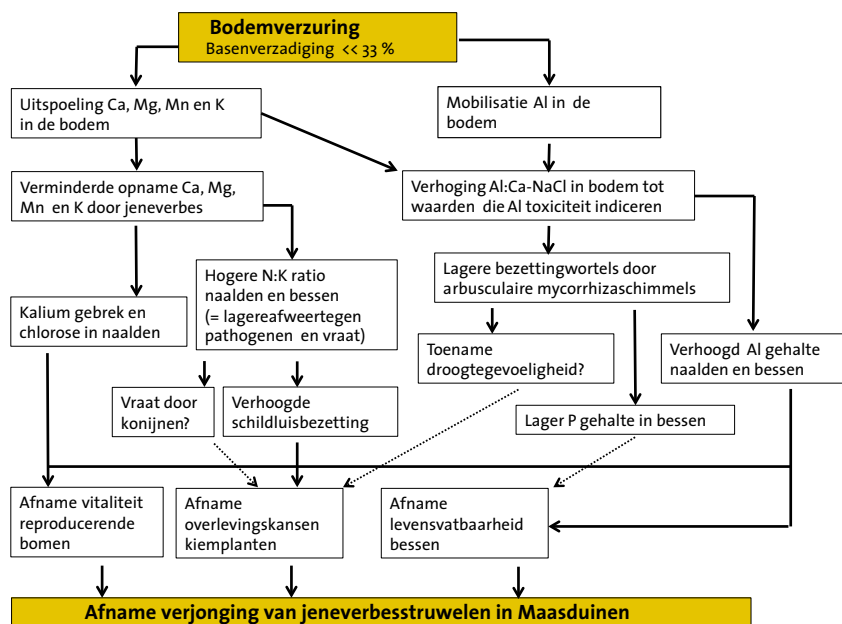 Bodemverzuring
Basenverzadiging << 33 %
Uitspoeling Ca, Mg, Mn en K
in de bodem
Mobilisatie Al in de
bodem
Verminderde opname Ca, Mg,
Mn en K door jeneverbes
Verhoging Al:Ca-NaCl in bodem tot
waarden die Al toxiciteit indiceren
Hogere N:K ratio
naalden en bessen
(= lagereafweertegen
pathogenen en vraat)
Lagere bezettingwortels door
arbusculaire mycorrhizaschimmels
Kalium gebrek en
chlorose in naalden
Toename
droogtegevoeligheid?
Verhoogd Al gehalte
naalden en bessen
Vraat door
konijnen?
Verhoogde
schildluisbezetting
Lager P gehalte in bessen
Afname vitaliteit
reproducerende
bomen
Afname
overlevingskansen
kiemplanten
Afname
levensvatbaarheid
bessen
Afname verjonging van jeneverbesstruwelen in Maasduinen